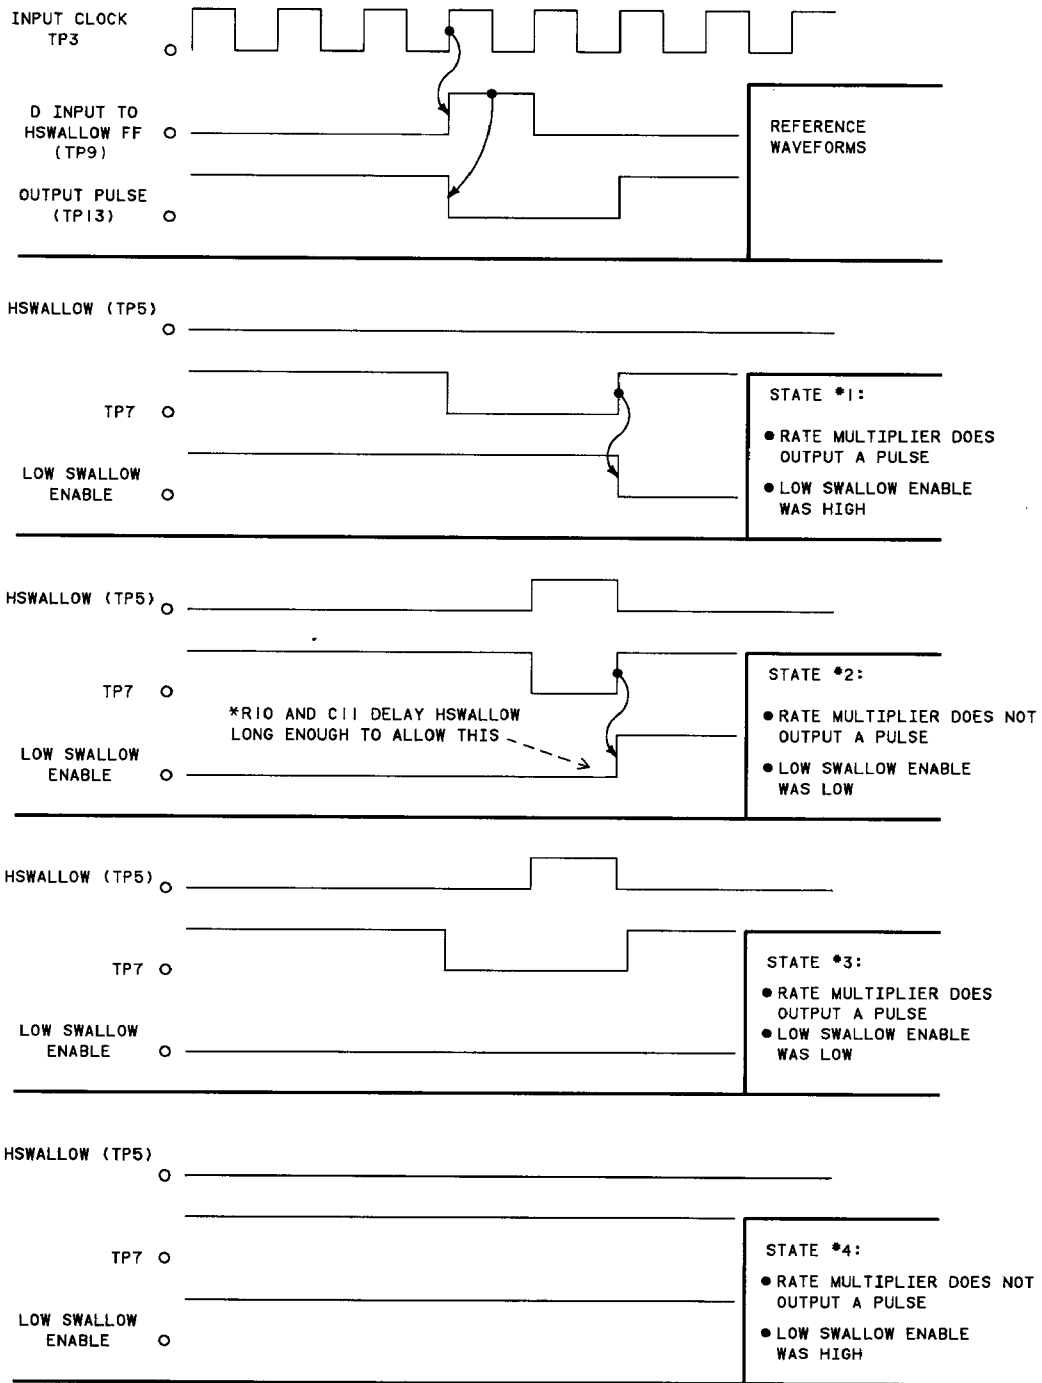 INPUT CLOCK
TP3
D INPUT TO
HSWALLOW FF
(TP9)
REFERENCE
WAVEFORMS
OUTPUT PULSE
(TP13)
HSWALLOW (TP5)
TP7
LOW SWALLOW
ENABLE
STATE #1:
● RATE MULTIPLIER DOES
OUTPUT A PULSE
● LOW SWALLOW ENABLE
WAS HIGH
HSWALLOW (TP5)
TP7
*R10 AND C11 DELAY HSWALLOW
LONG ENOUGH TO ALLOW THIS
LOW SWALLOW
ENABLE
STATE #2:
● RATE MULTIPLIER DOES NOT
OUTPUT A PULSE
● LOW SWALLOW ENABLE
WAS LOW
HSWALLOW (TP5)
TP7
LOW SWALLOW
ENABLE
STATE #3:
● RATE MULTIPLIER DOES
OUTPUT A PULSE
● LOW SWALLOW ENABLE
WAS LOW
HSWALLOW (TP5)
TP7
LOW SWALLOW
ENABLE
STATE #4:
● RATE MULTIPLIER DOES NOT
OUTPUT A PULSE
● LOW SWALLOW ENABLE
WAS HIGH